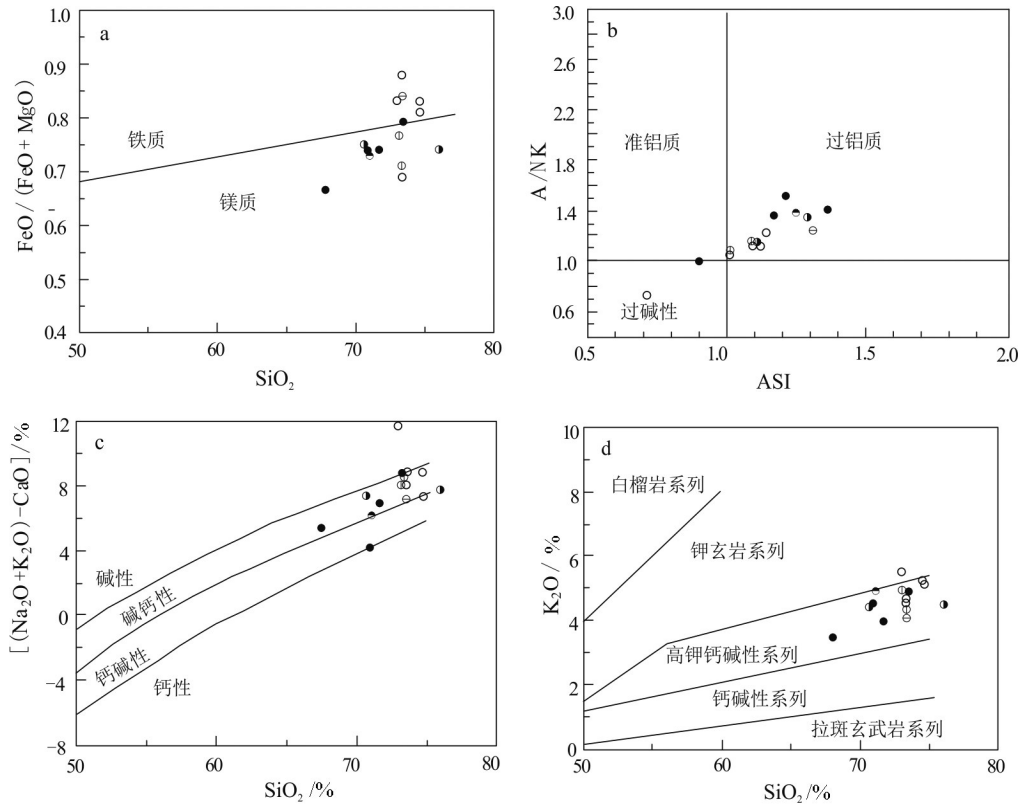 a
1.0
0.9
0.8
0.7
0.6
0.5
0.4
FeO / (FeO + MgO)
铁质
镁质
50
60
70
80
SiO₂
b
3.0
2.6
2.2
1.8
1.4
1.0
0.6
A /NK
准铝质
过铝质
过碱性
0.5
1.0
1.5
2.0
ASI
c
12
8
4
0
−4
−8
[(Na₂O+K₂O)−CaO]/%
碱性
碱钙性
钙碱性
钙性
50
60
70
80
SiO₂ /%
d
10
8
6
4
2
0
K₂O / %
白榴岩系列
钾玄岩系列
高钾钙碱性系列
钙碱性系列
拉斑玄武岩系列
50
60
70
80
SiO₂ /%